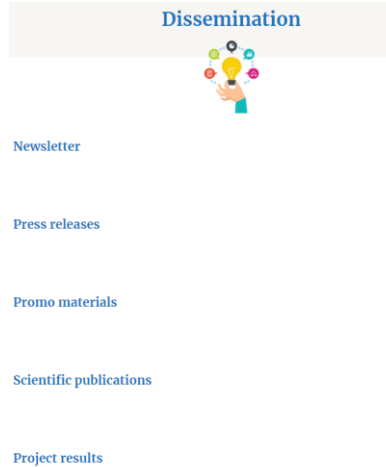 Dissemination
Newsletter
Press releases
Promo materials
Scientific publications
Project results